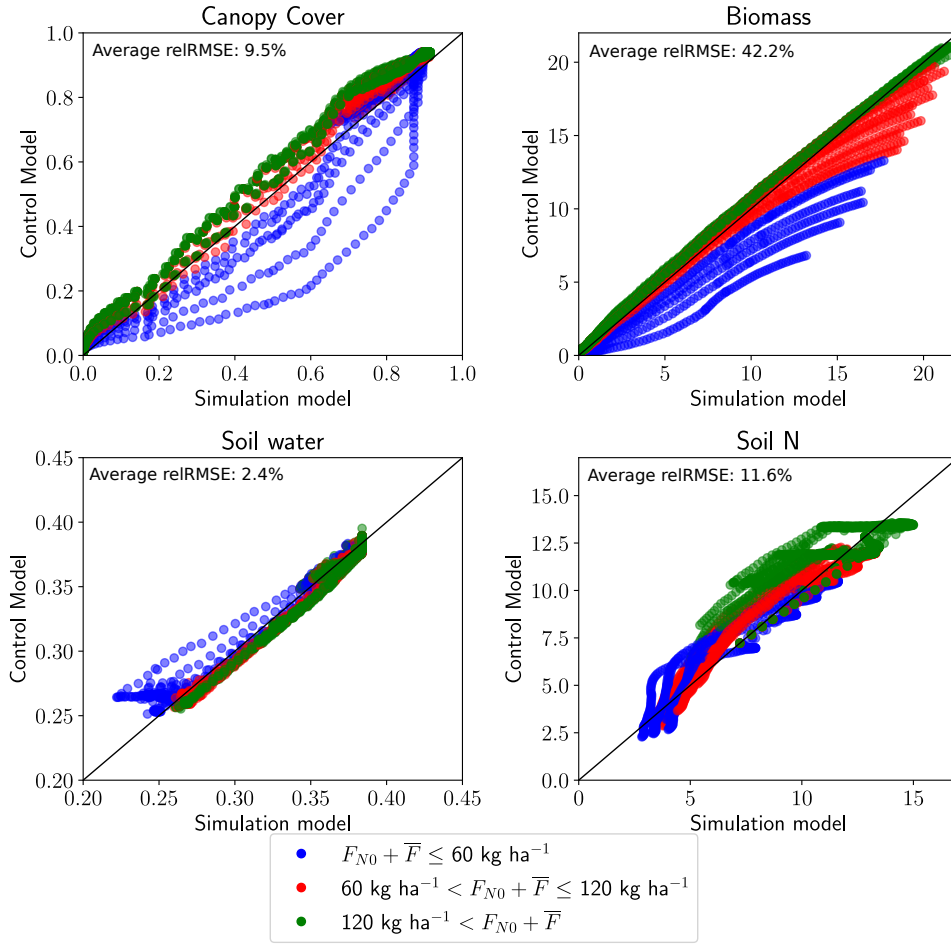 Canopy Cover
Average relRMSE: 9.5%
Control Model
1.0
0.8
0.6
0.4
0.2
0.0
0.0 0.2 0.4 0.6 0.8 1.0
Simulation model
Biomass
Average relRMSE: 42.2%
Control Model
20
15
10
5
0
0 5 10 15 20
Simulation model
Soil water
Average relRMSE: 2.4%
Control Model
0.45
0.40
0.35
0.30
0.25
0.20
0.20 0.25 0.30 0.35 0.40 0.45
Simulation model
Soil N
Average relRMSE: 11.6%
Control Model
15.0
12.5
10.0
7.5
5.0
2.5
0.0
0 5 10 15
Simulation model
F_{N0} + F̅ ≤ 60 kg ha⁻¹
60 kg ha⁻¹ < F_{N0} + F̅ ≤ 120 kg ha⁻¹
120 kg ha⁻¹ < F_{N0} + F̅